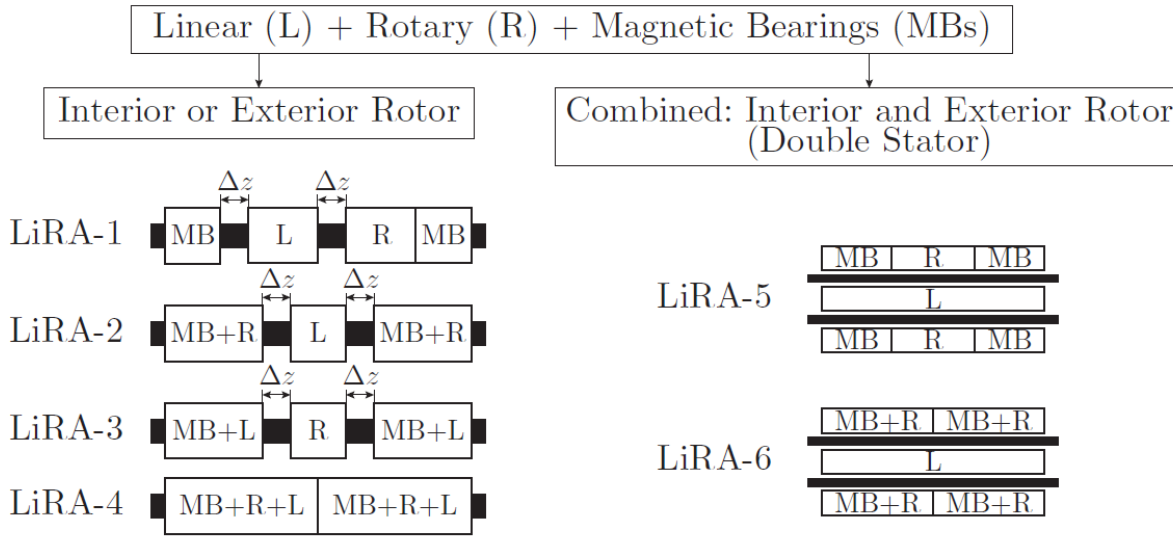 Linear (L) + Rotary (R) + Magnetic Bearings (MBs)
Interior or Exterior Rotor
Combined: Interior and Exterior Rotor
(Double Stator)
Δz Δz
LiRA-1 MB L R MB
Δz Δz
LiRA-2 MB+R L MB+R
Δz Δz
LiRA-3 MB+L R MB+L
LiRA-4 MB+R+L MB+R+L
MB R MB
LiRA-5 L
MB R MB
MB+R MB+R
LiRA-6 L
MB+R MB+R